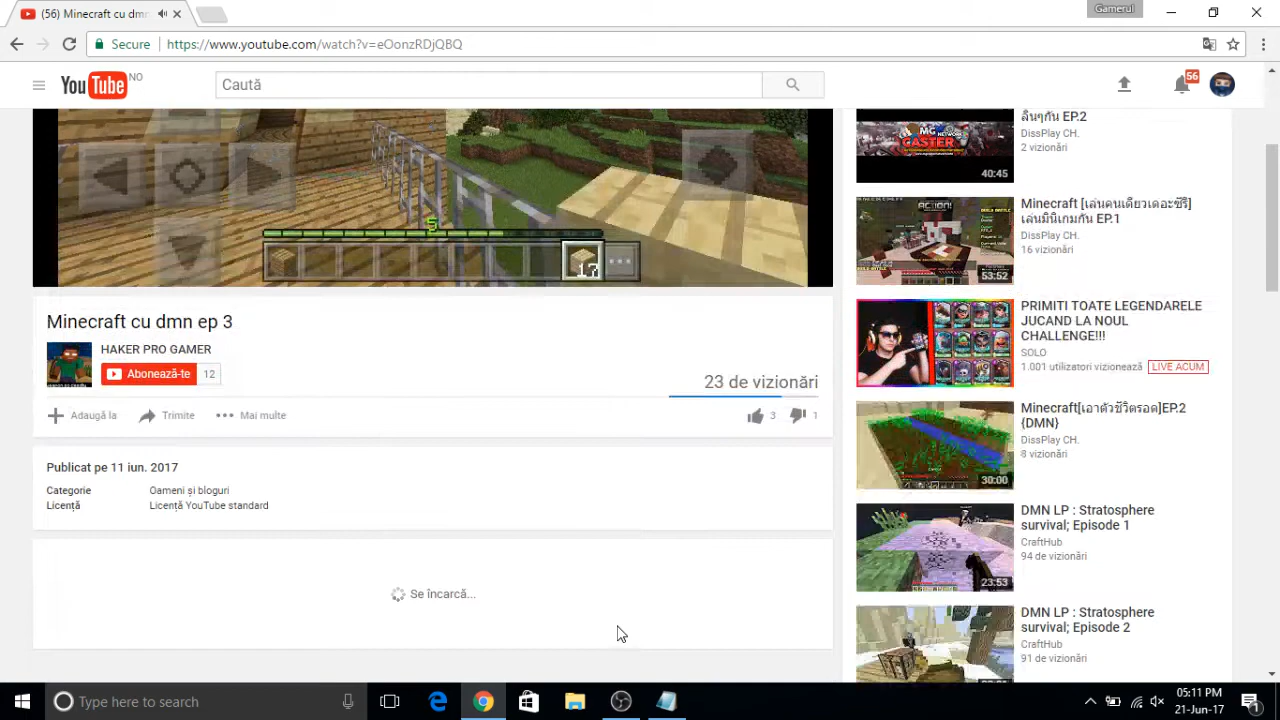 (56) Minecraft cu dmn
Gamerul
Secure
https://www.youtube.com/watch?v=eOonzRDjQBQ
YouTube NO
Caută
56
5
17
Minecraft cu dmn ep 3
HAKER PRO GAMER
Abonează-te 12
23 de vizionări
Adaugă la
Trimite
Mai multe
3
1
Publicat pe 11 iun. 2017
Categorie
Oameni și bloguri
Licență
Licență YouTube standard
Se încarcă...
EP.2
DissPlay CH.
2 vizionări
MG
NETWORK
CASTER
40:45
Minecraft [เล่นคนเดียวเดอะซีรี่]
เล่นมินิเกมกัน EP.1
DissPlay CH.
16 vizionări
53:52
PRIMITI TOATE LEGENDARELE
JUCAND LA NOUL
CHALLENGE!!!
SOLO
1.001 utilizatori vizionează LIVE ACUM
Minecraft[เอาตัวชีวิตรอด]EP.2
{DMN}
DissPlay CH.
8 vizionări
30:00
DMN LP : Stratosphere
survival; Episode 1
CraftHub
94 de vizionări
23:53
DMN LP : Stratosphere
survival; Episode 2
CraftHub
91 de vizionări
Type here to search
05:11 PM
21-Jun-17
1